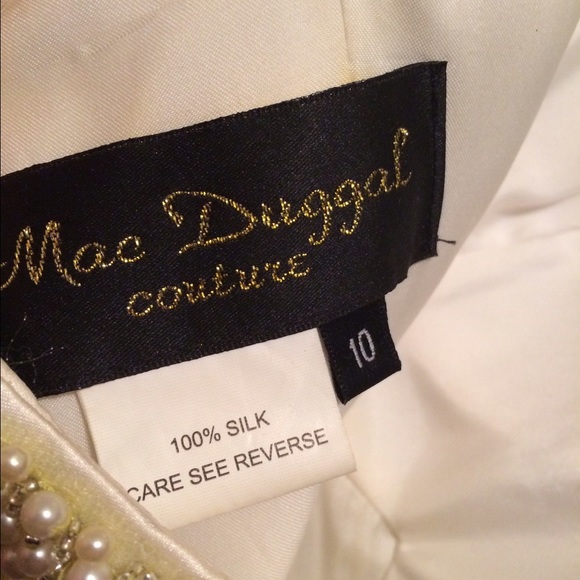 Mac Duggal
couture
10
100% SILK
CARE SEE REVERSE